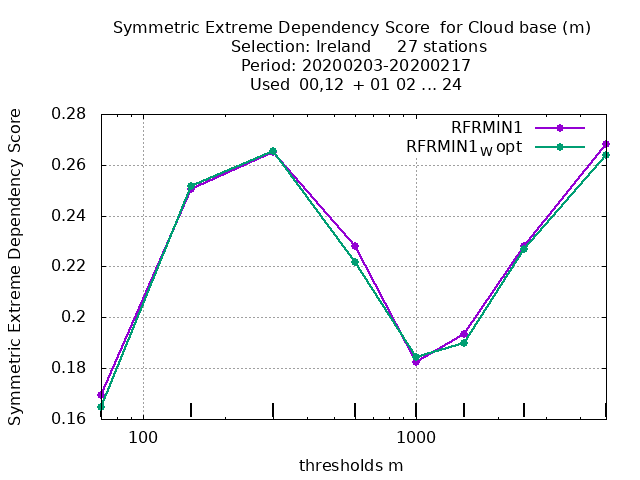 Symmetric Extreme Dependency Score  for Cloud base (m)
Selection: Ireland     27 stations
Period: 20200203-20200217
Used  00,12  + 01 02 ... 24
Symmetric Extreme Dependency Score
0.28
0.26
0.24
0.22
0.2
0.18
0.16
RFRMIN1
RFRMIN1W opt
100
1000
thresholds m